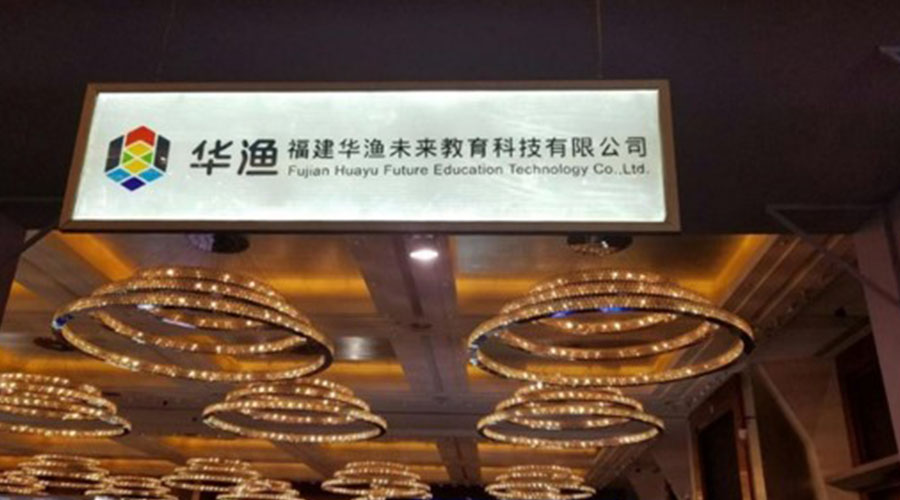 华渔
福建华渔未来教育科技有限公司
Fujian Huayu Future Education Technology Co.,Ltd.